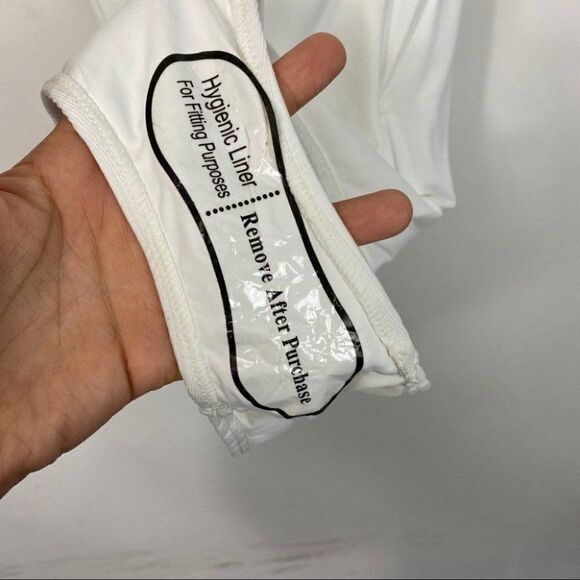 Hygienic Liner
For Fitting Purposes
Remove After Purchase